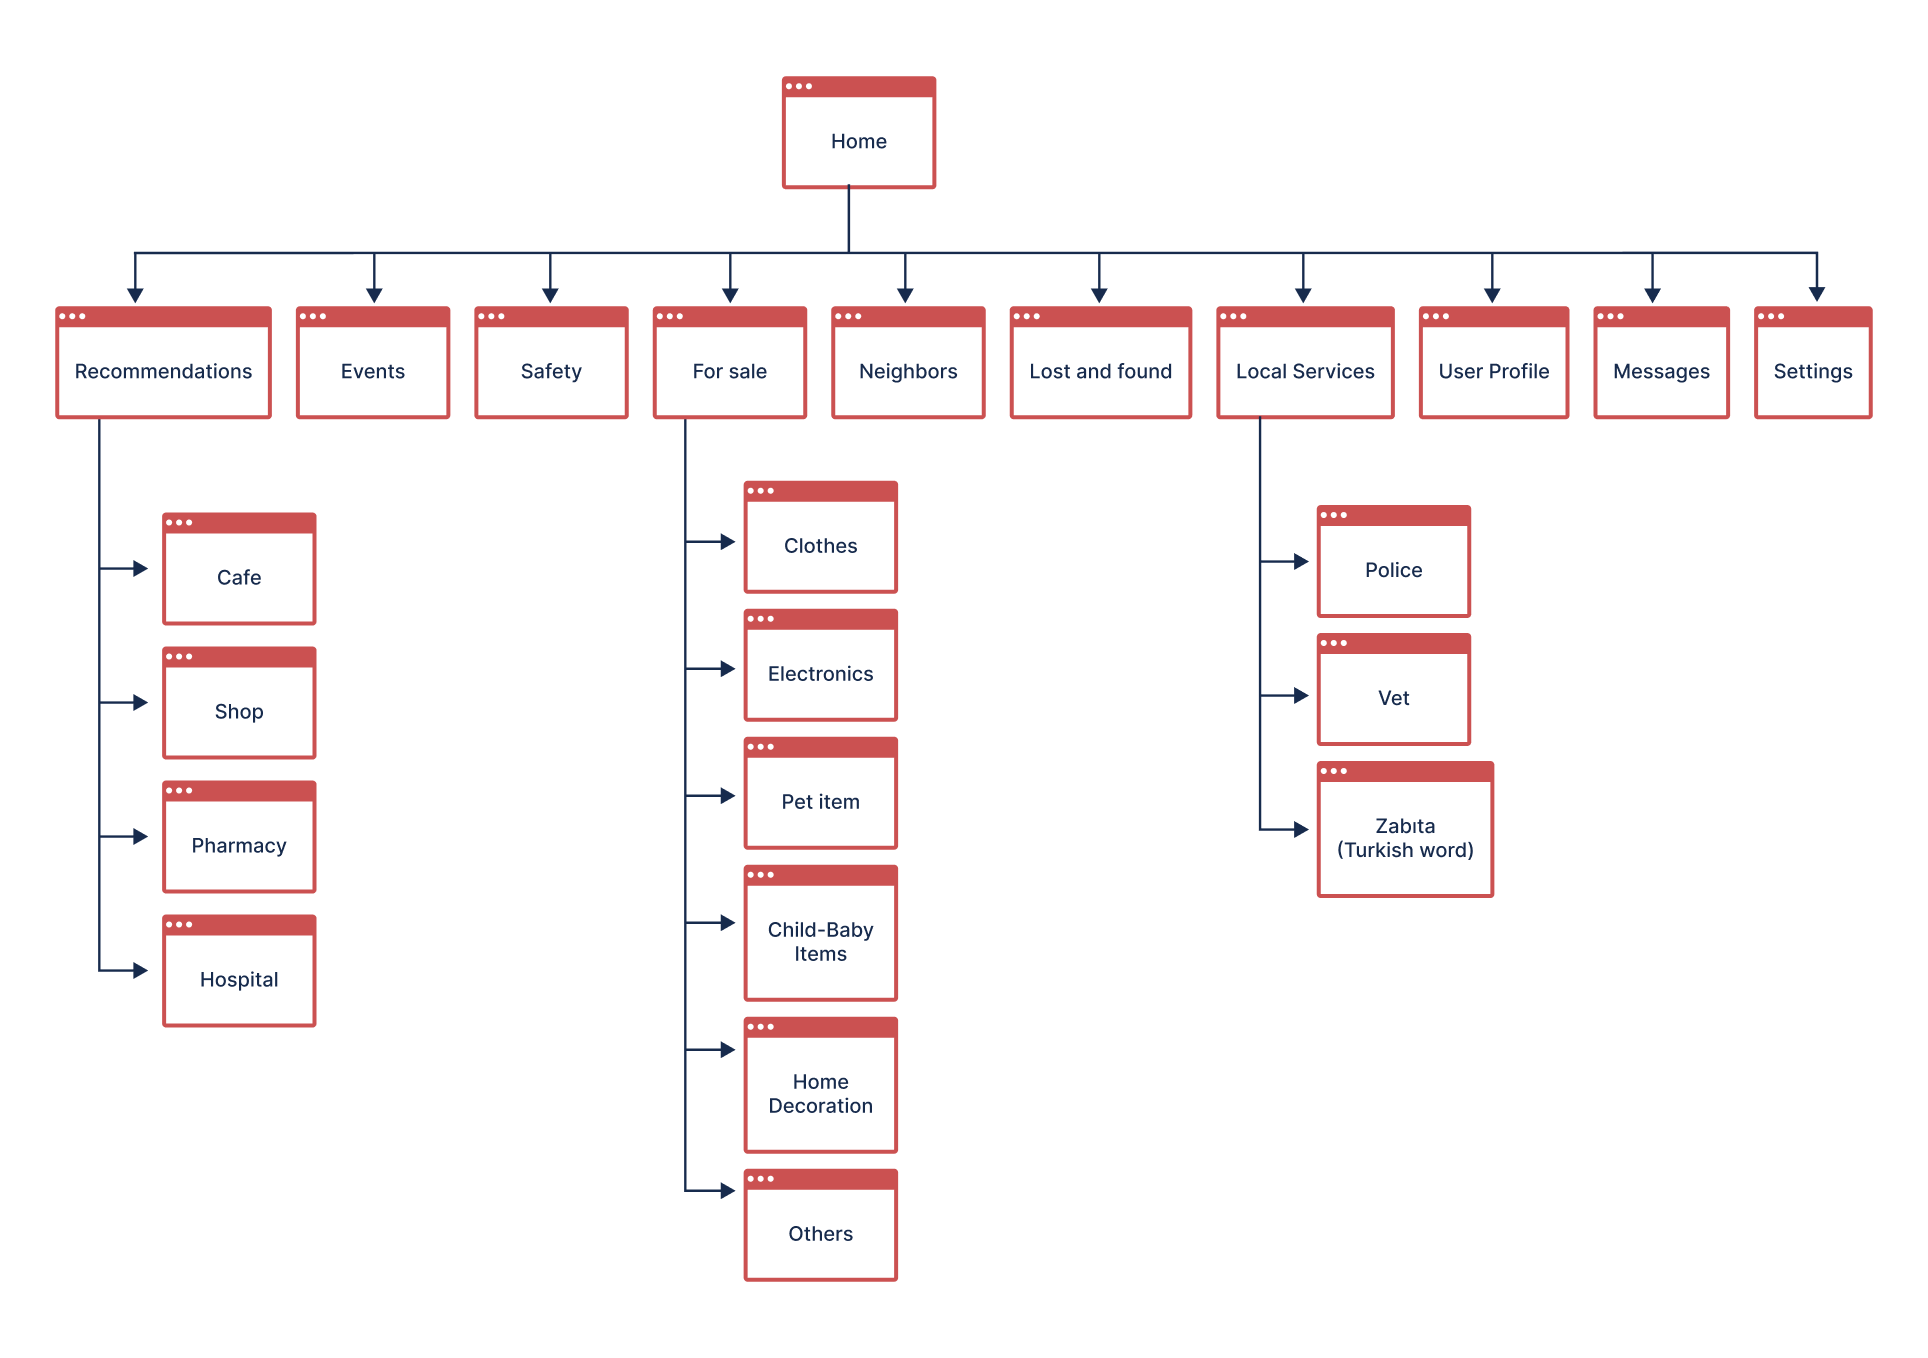 Home
Recommendations
Events
Safety
For sale
Neighbors
Lost and found
Local Services
User Profile
Messages
Settings
Cafe
Shop
Pharmacy
Hospital
Clothes
Electronics
Pet item
Child-Baby
Items
Home
Decoration
Others
Police
Vet
Zabıta
(Turkish word)